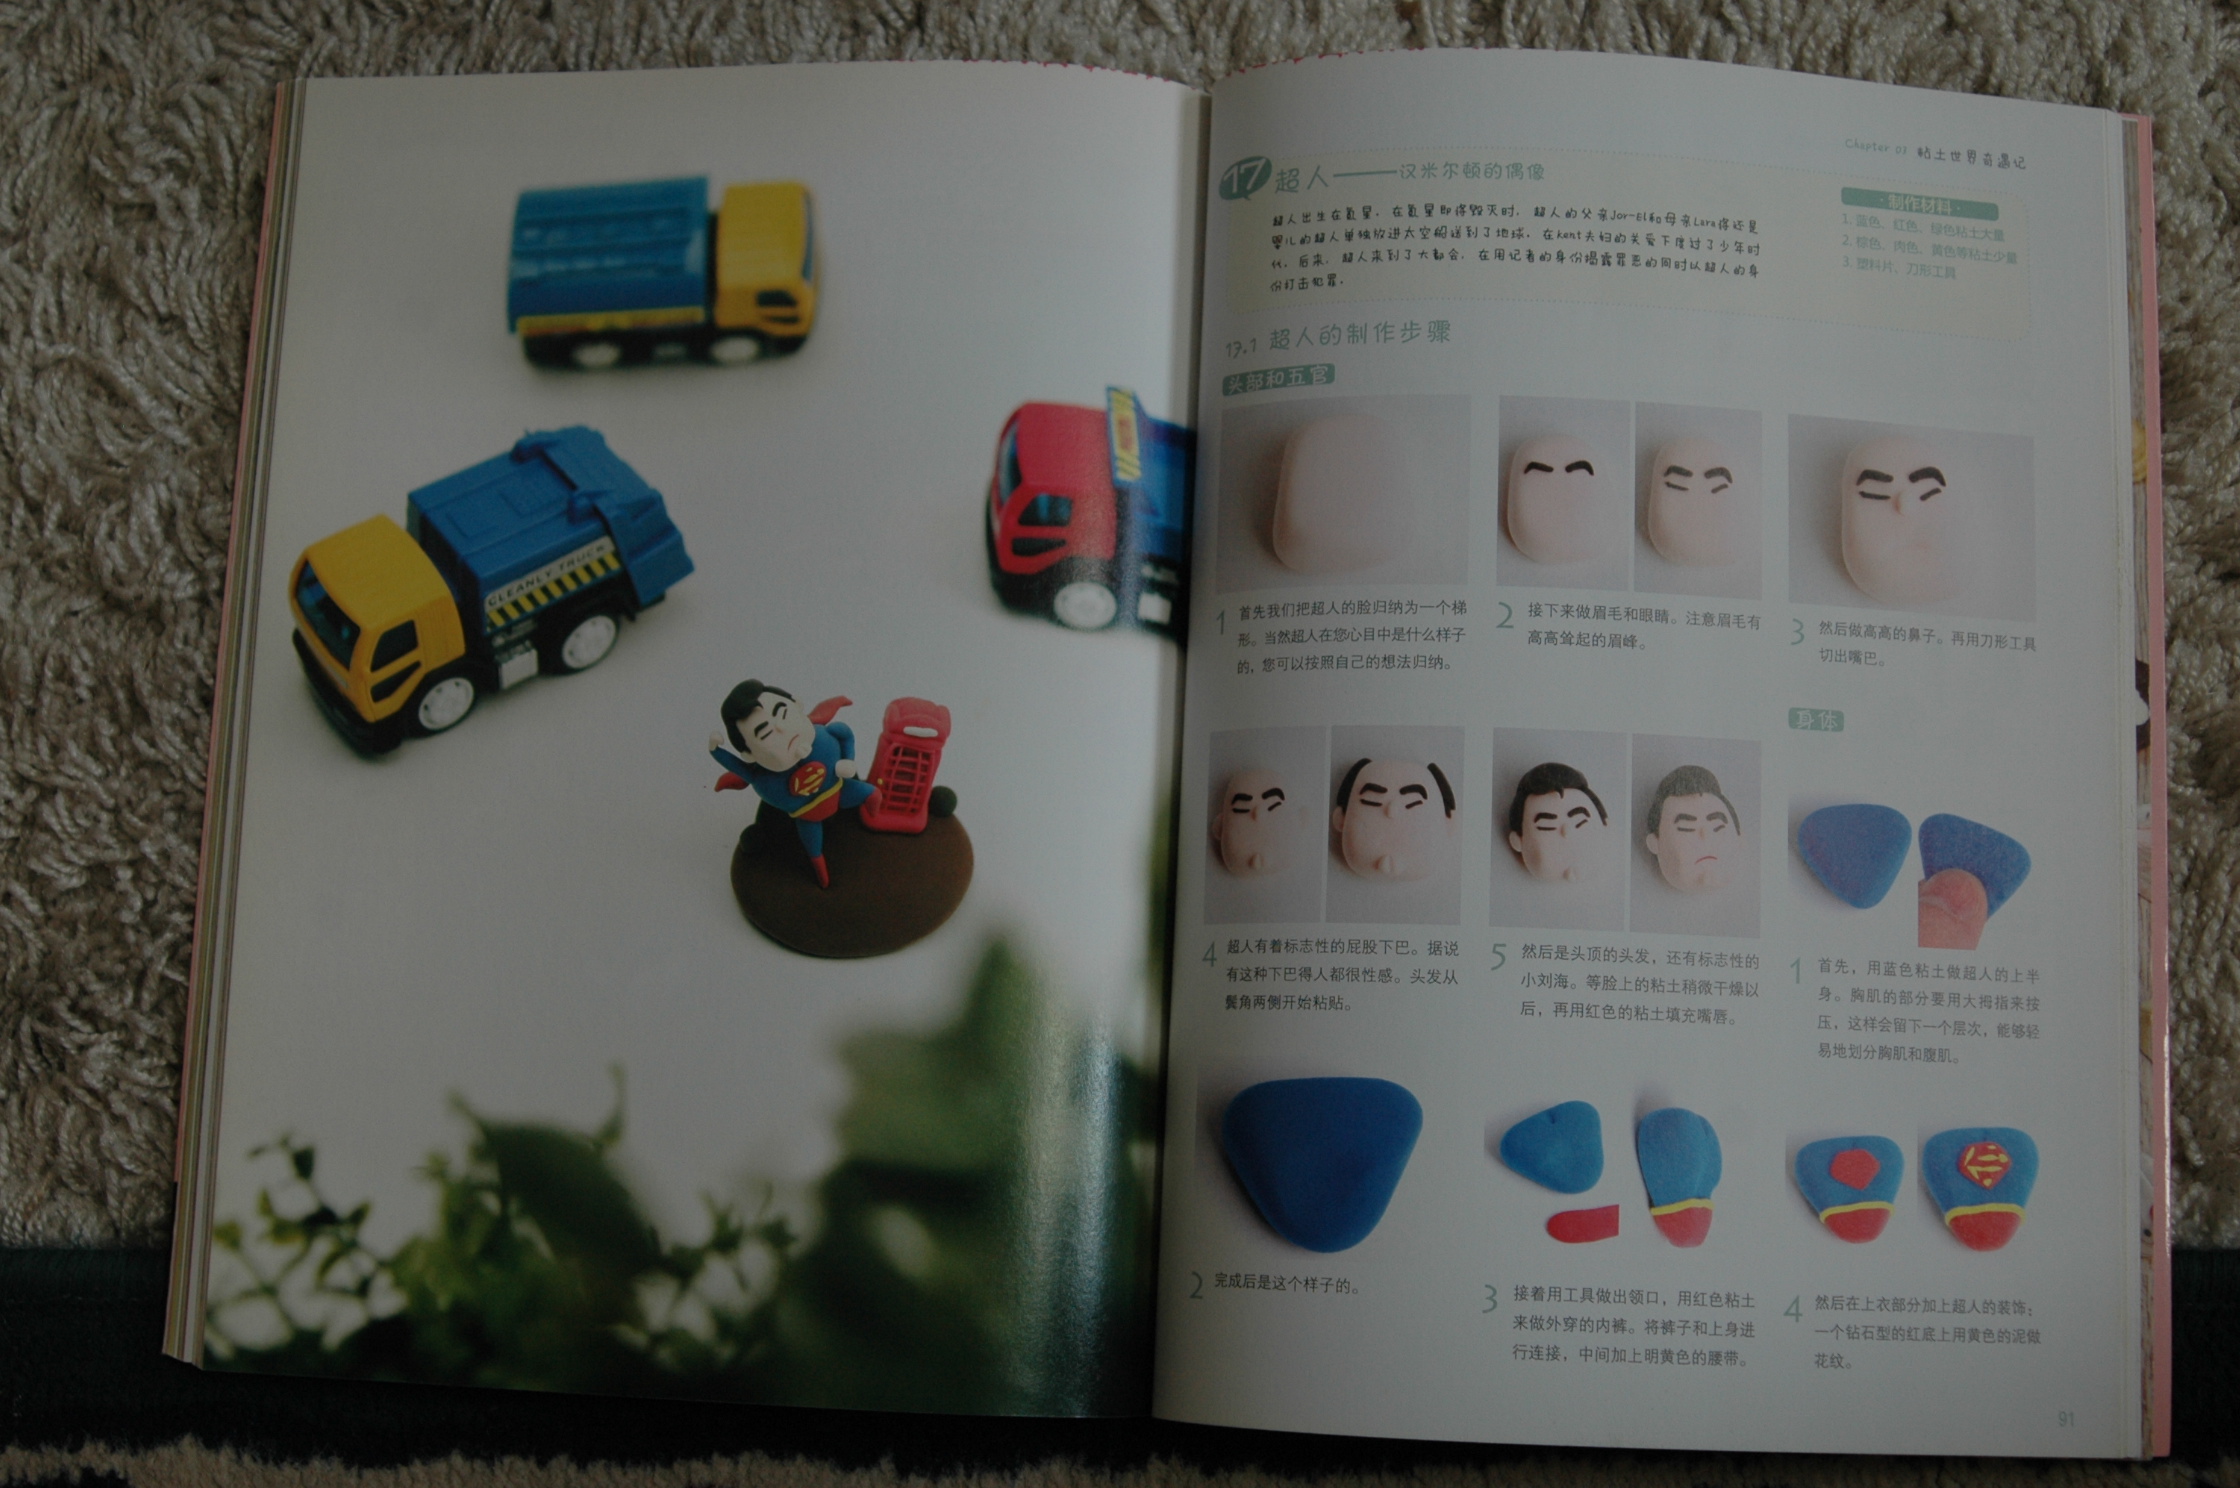 Chapter 02 粘土世界奇遇记
17 超人——汉米尔顿的偶像
超人出生在氪星，在氪星即将毁灭时，超人的父亲Jor-El和母亲Lara将还是
婴儿的超人单独放进太空船送到了地球，在kent夫妇的关爱下度过了少年时
代。后来，超人来到了大都会，在用记者的身份揭露罪恶的同时以超人的身
份打击犯罪。
·制作材料·
1. 蓝色、红色、棕色粘土大量
2. 棕色、肉色、黄色等粘土少量
3. 塑料片、刀形工具
17.1 超人的制作步骤
头部和五官
1 首先我们把超人的脸归纳为一个梯
形。当然超人在您心目中是什么样子
的，您可以按照自己的想法归纳。
2 接下来做眉毛和眼睛。注意眉毛有
高高耸起的眉峰。
3 然后做高高的鼻子。再用刀形工具
切出嘴巴。
4 超人有着标志性的屁股下巴。据说
有这种下巴得人都很性感。头发从
鬓角两侧开始粘贴。
5 然后是头顶的头发，还有标志性的
小刘海。等脸上的粘土稍微干燥以
后，再用红色的粘土填充嘴唇。
身体
1 首先，用蓝色粘土做超人的上半
身。胸肌的部分要用大拇指来按
压，这样会留下一个层次，能够轻
易地划分胸肌和腹肌。
2 完成后是这个样子的。
3 接着用工具做出领口，用红色粘土
来做外穿的内裤。将裤子和上身进
行连接，中间加上明黄色的腰带。
4 然后在上衣部分加上超人的装饰：
一个钻石型的红底上用黄色的泥做
花纹。
91
CLEANLY TRUCK